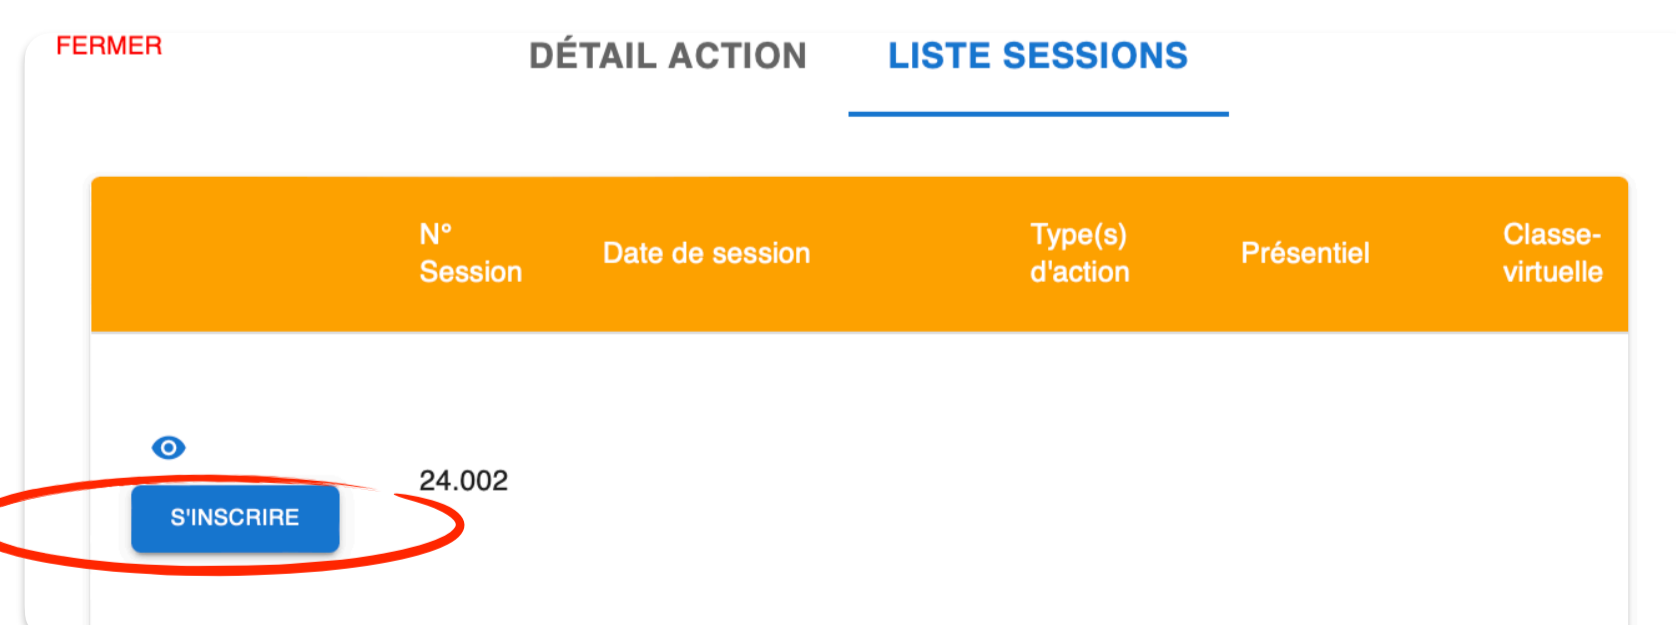 FERMER
DÉTAIL ACTION
LISTE SESSIONS
N°
Session
Date de session
Type(s)
d'action
Présentiel
Classe-
virtuelle
24.002
S'INSCRIRE